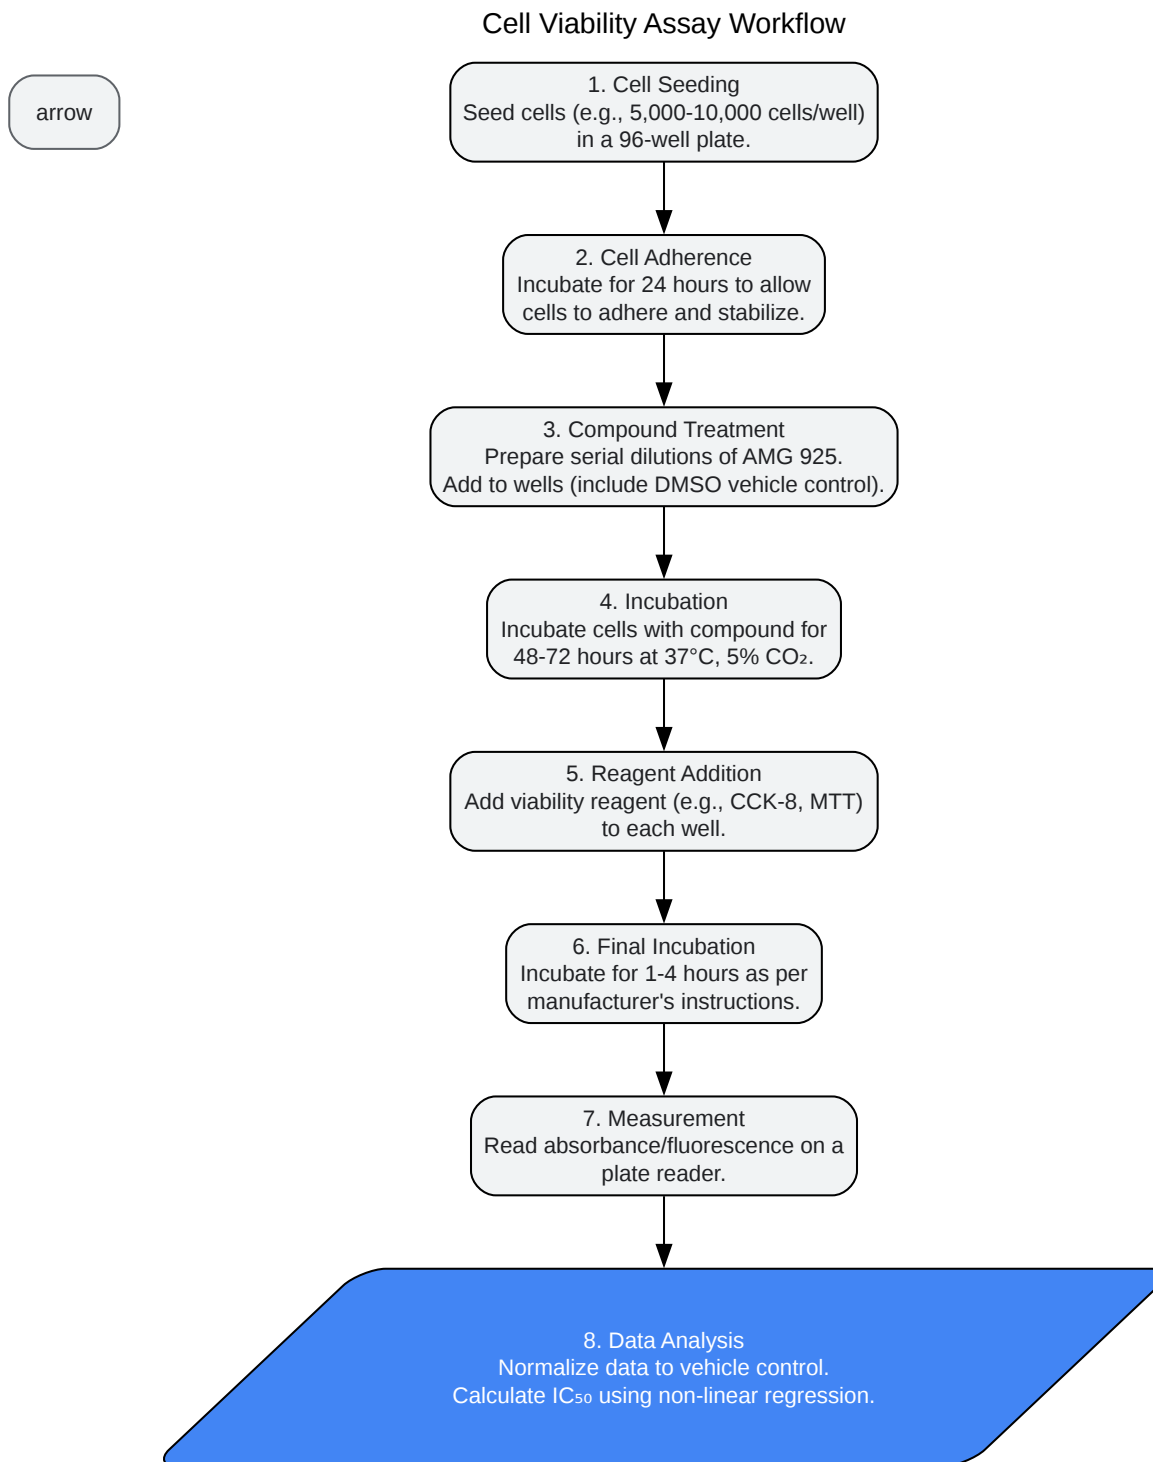 Cell Viability Assay Workflow
arrow
1. Cell Seeding
Seed cells (e.g., 5,000-10,000 cells/well)
in a 96-well plate.
2. Cell Adherence
Incubate for 24 hours to allow
cells to adhere and stabilize.
3. Compound Treatment
Prepare serial dilutions of AMG 925.
Add to wells (include DMSO vehicle control).
4. Incubation
Incubate cells with compound for
48-72 hours at 37°C, 5% CO₂.
5. Reagent Addition
Add viability reagent (e.g., CCK-8, MTT)
to each well.
6. Final Incubation
Incubate for 1-4 hours as per
manufacturer's instructions.
7. Measurement
Read absorbance/fluorescence on a
plate reader.
8. Data Analysis
Normalize data to vehicle control.
Calculate IC₅₀ using non-linear regression.